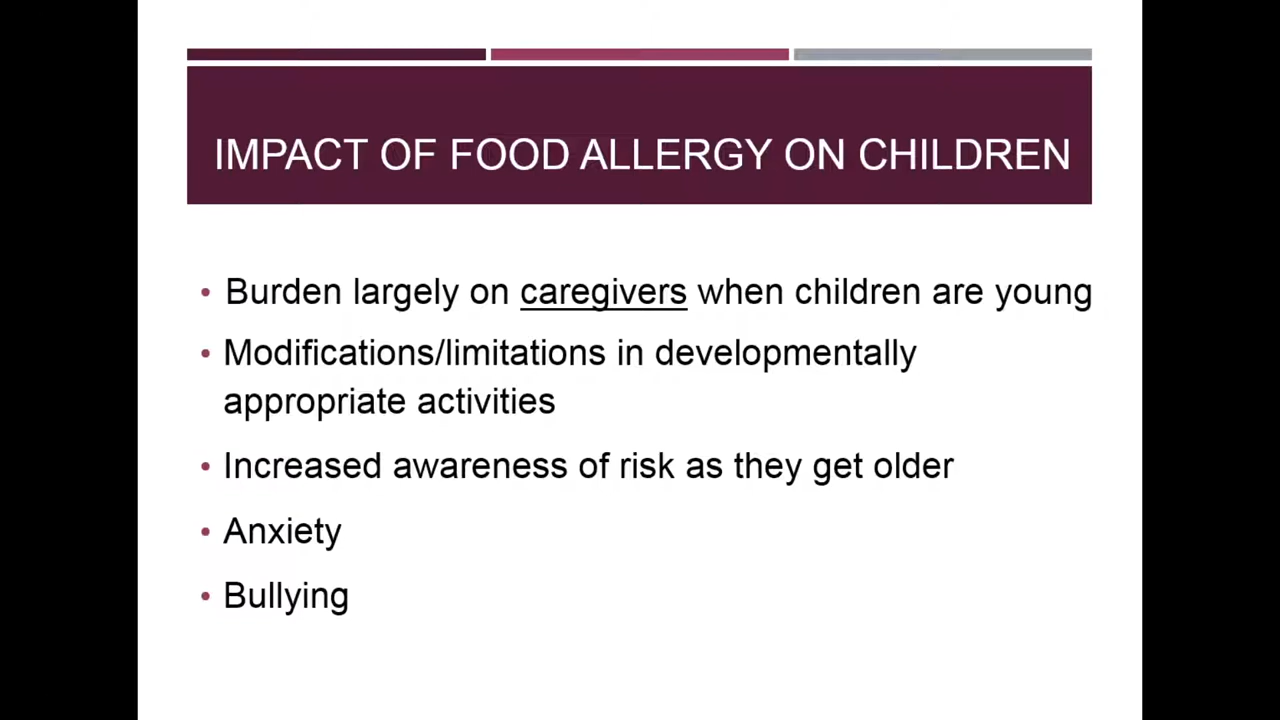 IMPACT OF FOOD ALLERGY ON CHILDREN
• Burden largely on caregivers when children are young
• Modifications/limitations in developmentally
appropriate activities
• Increased awareness of risk as they get older
• Anxiety
• Bullying